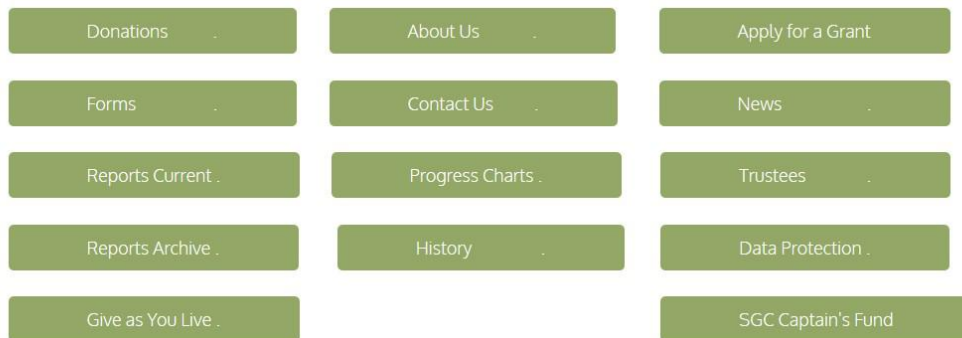 Donations .
About Us .
Apply for a Grant
Forms .
Contact Us .
News .
Reports Current .
Progress Charts .
Trustees .
Reports Archive .
History .
Data Protection .
Give as You Live .
SGC Captain's Fund